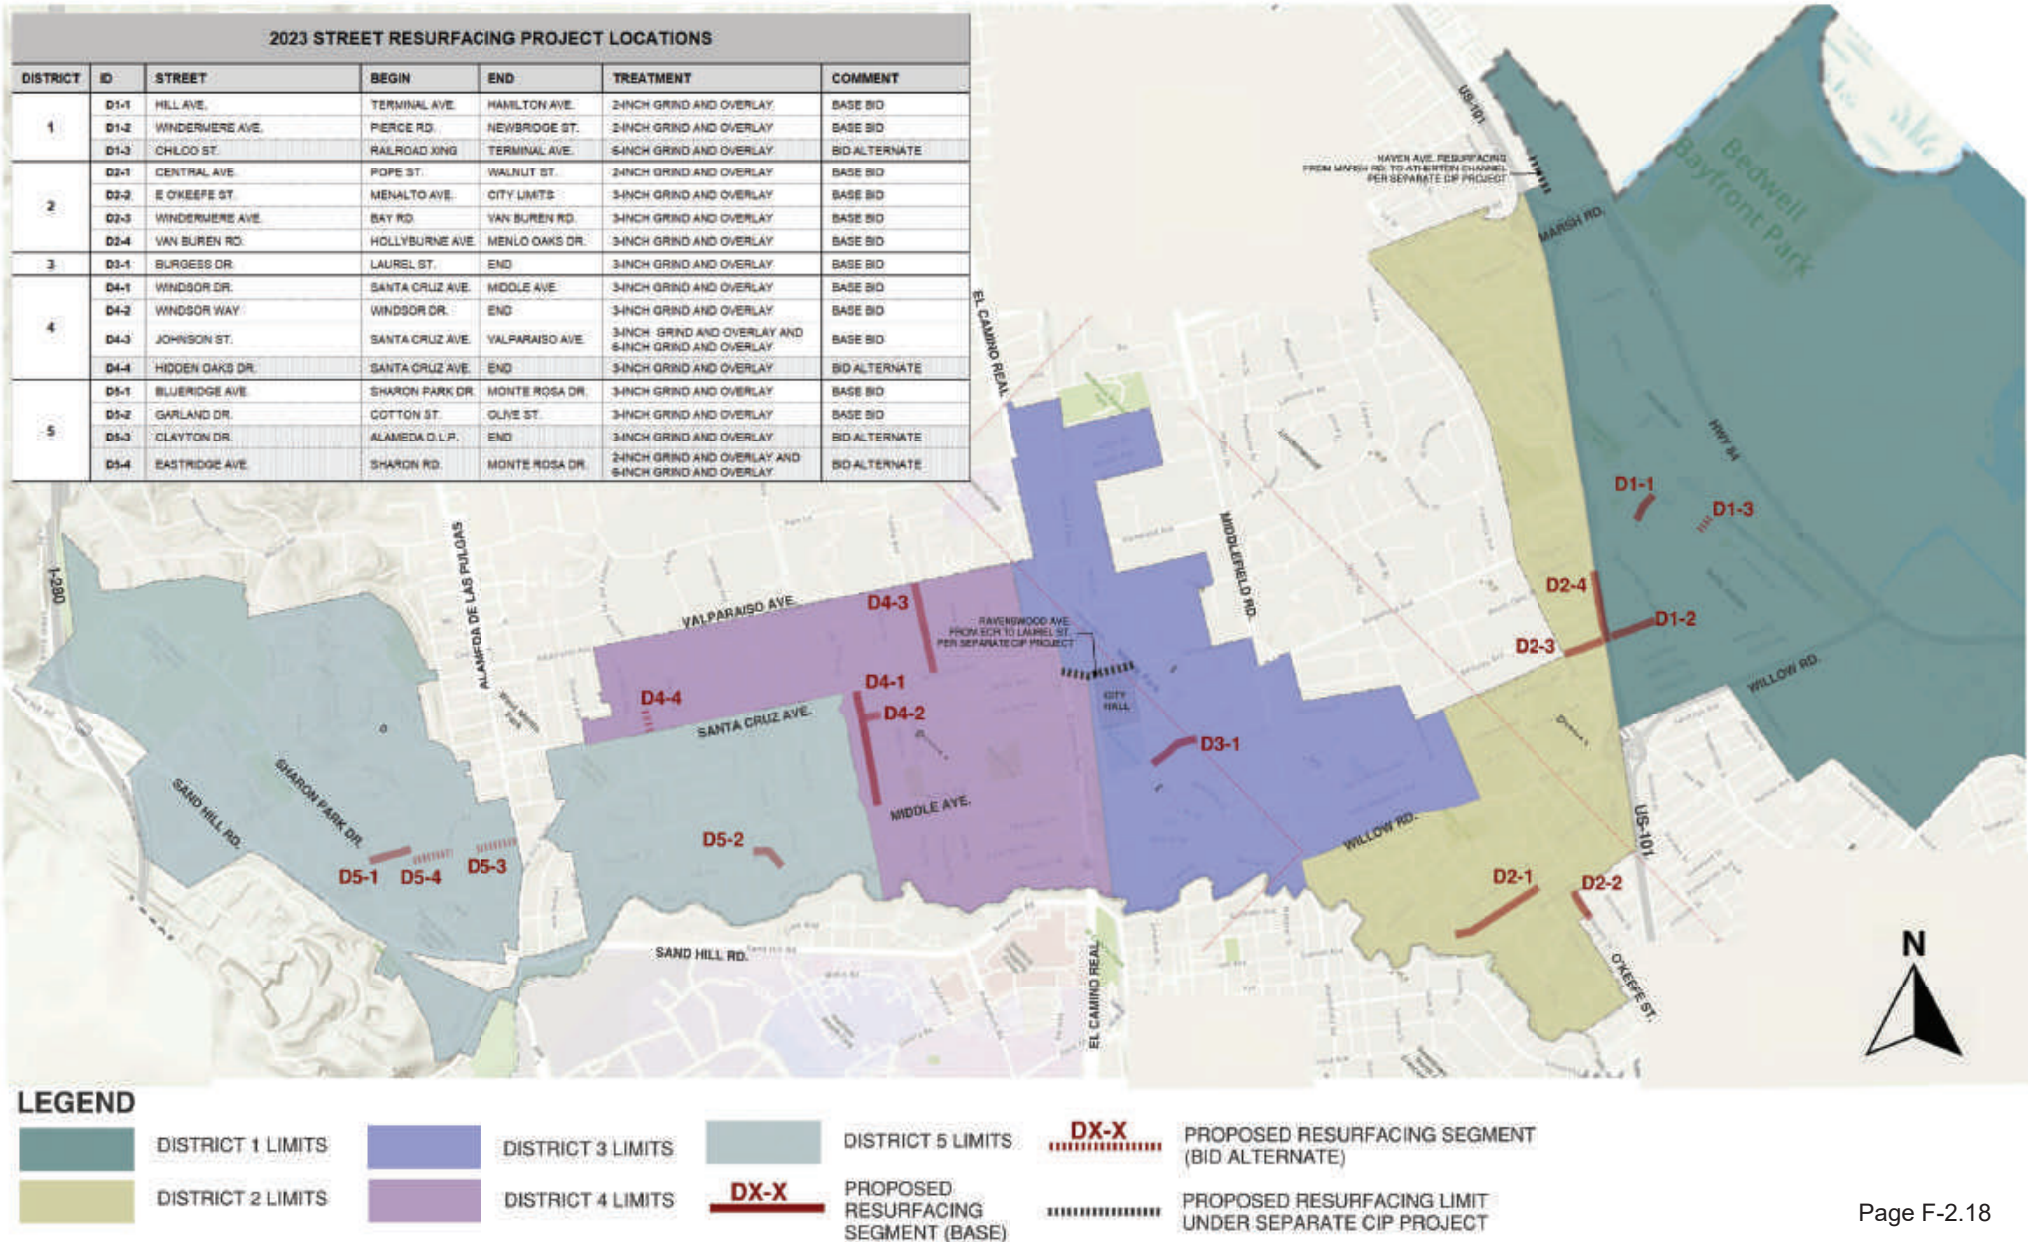 2023 STREET RESURFACING PROJECT LOCATIONS
DISTRICT ID STREET BEGIN END TREATMENT COMMENT
1
D1-1 HILL AVE. TERMINAL AVE. HAMILTON AVE. 2-INCH GRIND AND OVERLAY BASE BID
D1-2 WINDERMERE AVE. PIERCE RD. NEWBRIDGE ST. 2-INCH GRIND AND OVERLAY BASE BID
D1-3 CHILCO ST. RAILROAD XING TERMINAL AVE. 6-INCH GRIND AND OVERLAY BID ALTERNATE
2
D2-1 CENTRAL AVE. POPE ST. WALNUT ST. 2-INCH GRIND AND OVERLAY BASE BID
D2-2 E O'KEEFE ST. MENALTO AVE. CITY LIMITS 3-INCH GRIND AND OVERLAY BASE BID
D2-3 WINDERMERE AVE. BAY RD. VAN BUREN RD. 3-INCH GRIND AND OVERLAY BASE BID
D2-4 VAN BUREN RD. HOLLYBURNE AVE. MENLO OAKS DR. 3-INCH GRIND AND OVERLAY BASE BID
3 D3-1 BURGESS DR. LAUREL ST. END 3-INCH GRIND AND OVERLAY BASE BID
4
D4-1 WINDSOR DR. SANTA CRUZ AVE. MIDDLE AVE. 3-INCH GRIND AND OVERLAY BASE BID
D4-2 WINDSOR WAY WINDSOR DR. END 3-INCH GRIND AND OVERLAY BASE BID
D4-3 JOHNSON ST. SANTA CRUZ AVE. VALPARAISO AVE. 3-INCH GRIND AND OVERLAY AND
6-INCH GRIND AND OVERLAY BASE BID
D4-4 HIDDEN OAKS DR. SANTA CRUZ AVE. END 3-INCH GRIND AND OVERLAY BID ALTERNATE
5
D5-1 BLUERIDGE AVE. SHARON PARK DR. MONTE ROSA DR. 3-INCH GRIND AND OVERLAY BASE BID
D5-2 GARLAND DR. COTTON ST. OLIVE ST. 3-INCH GRIND AND OVERLAY BASE BID
D5-3 CLAYTON DR. ALAMEDA D.L.P. END 3-INCH GRIND AND OVERLAY BID ALTERNATE
D5-4 EASTRIDGE AVE. SHARON RD. MONTE ROSA DR. 2-INCH GRIND AND OVERLAY AND
6-INCH GRIND AND OVERLAY BID ALTERNATE
US-101
HAVEN AVE. RESURFACING
FROM MARSH RD. TO ATHERTON CHANNEL
PER SEPARATE CIP PROJECT
MARSH RD.
Bedwell
Bayfront Park
EL CAMINO REAL
HWY 84
D1-1
D1-3
MIDDLEFIELD RD.
I-280
ALAMEDA DE LAS PULGAS
D2-4
D1-2
D2-3
VALPARAISO AVE.
D4-3
RAVENSWOOD AVE.
FROM ECR TO LAUREL ST.
PER SEPARATE CIP PROJECT
WILLOW RD.
D4-4
D4-1
CITY
HALL
D4-2
West Menlo
Park
SANTA CRUZ AVE.
D3-1
SHARON PARK DR.
SAND HILL RD.
MIDDLE AVE.
WILLOW RD.
US-101
D5-2
D5-1
D5-4
D5-3
D2-1
D2-2
SAND HILL RD.
EL CAMINO REAL
O'KEEFE ST.
N
LEGEND
DISTRICT 1 LIMITS
DISTRICT 2 LIMITS
DISTRICT 3 LIMITS
DISTRICT 4 LIMITS
DISTRICT 5 LIMITS
DX-X
PROPOSED
RESURFACING
SEGMENT (BASE)
DX-X
PROPOSED RESURFACING SEGMENT
(BID ALTERNATE)
PROPOSED RESURFACING LIMIT
UNDER SEPARATE CIP PROJECT
Page F-2.18